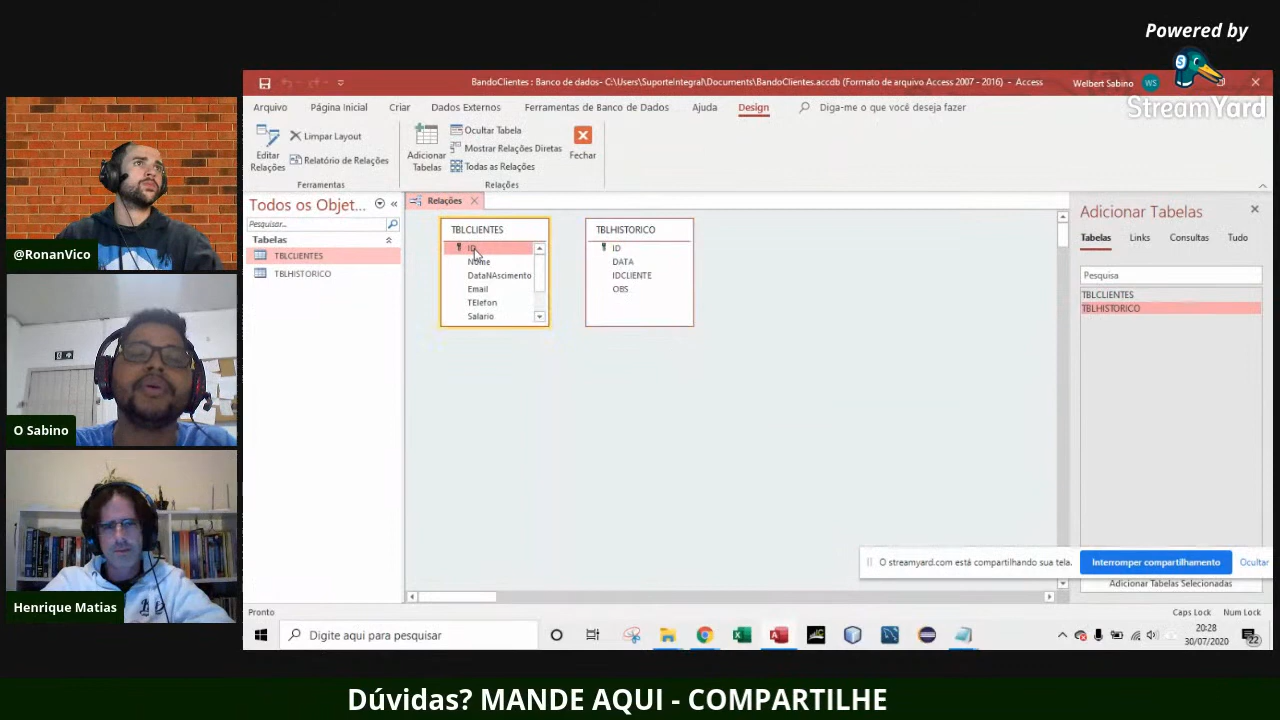 Powered by
StreamYard
BandoClientes : Banco de dados- C:\Users\SuporteIntegral\Documents\BandoClientes.accdb (Formato de arquivo Access 2007 - 2016) - Access
Welbert Sabino
WS
Arquivo
Página Inicial
Criar
Dados Externos
Ferramentas de Banco de Dados
Ajuda
Design
Diga-me o que você deseja fazer
Editar Relações
Limpar Layout
Relatório de Relações
Ferramentas
Adicionar Tabelas
Ocultar Tabela
Mostrar Relações Diretas
Todas as Relações
Fechar
Relações
Todos os Objet...
Pesquisar...
Tabelas
TBLCLIENTES
TBLHISTORICO
Relações
TBLCLIENTES
ID
Nome
DataNAscimento
Email
TElefon
Salario
TBLHISTORICO
ID
DATA
IDCLIENTE
OBS
Adicionar Tabelas
Tabelas
Links
Consultas
Tudo
Pesquisa
TBLCLIENTES
TBLHISTORICO
Adicionar Tabelas Selecionadas
O streamyard.com está compartilhando sua tela.
Interromper compartilhamento
Ocultar
Pronto
Caps Lock
Num Lock
Digite aqui para pesquisar
20:28
30/07/2020
22
@RonanVico
O Sabino
Henrique Matias
Dúvidas? MANDE AQUI - COMPARTILHE